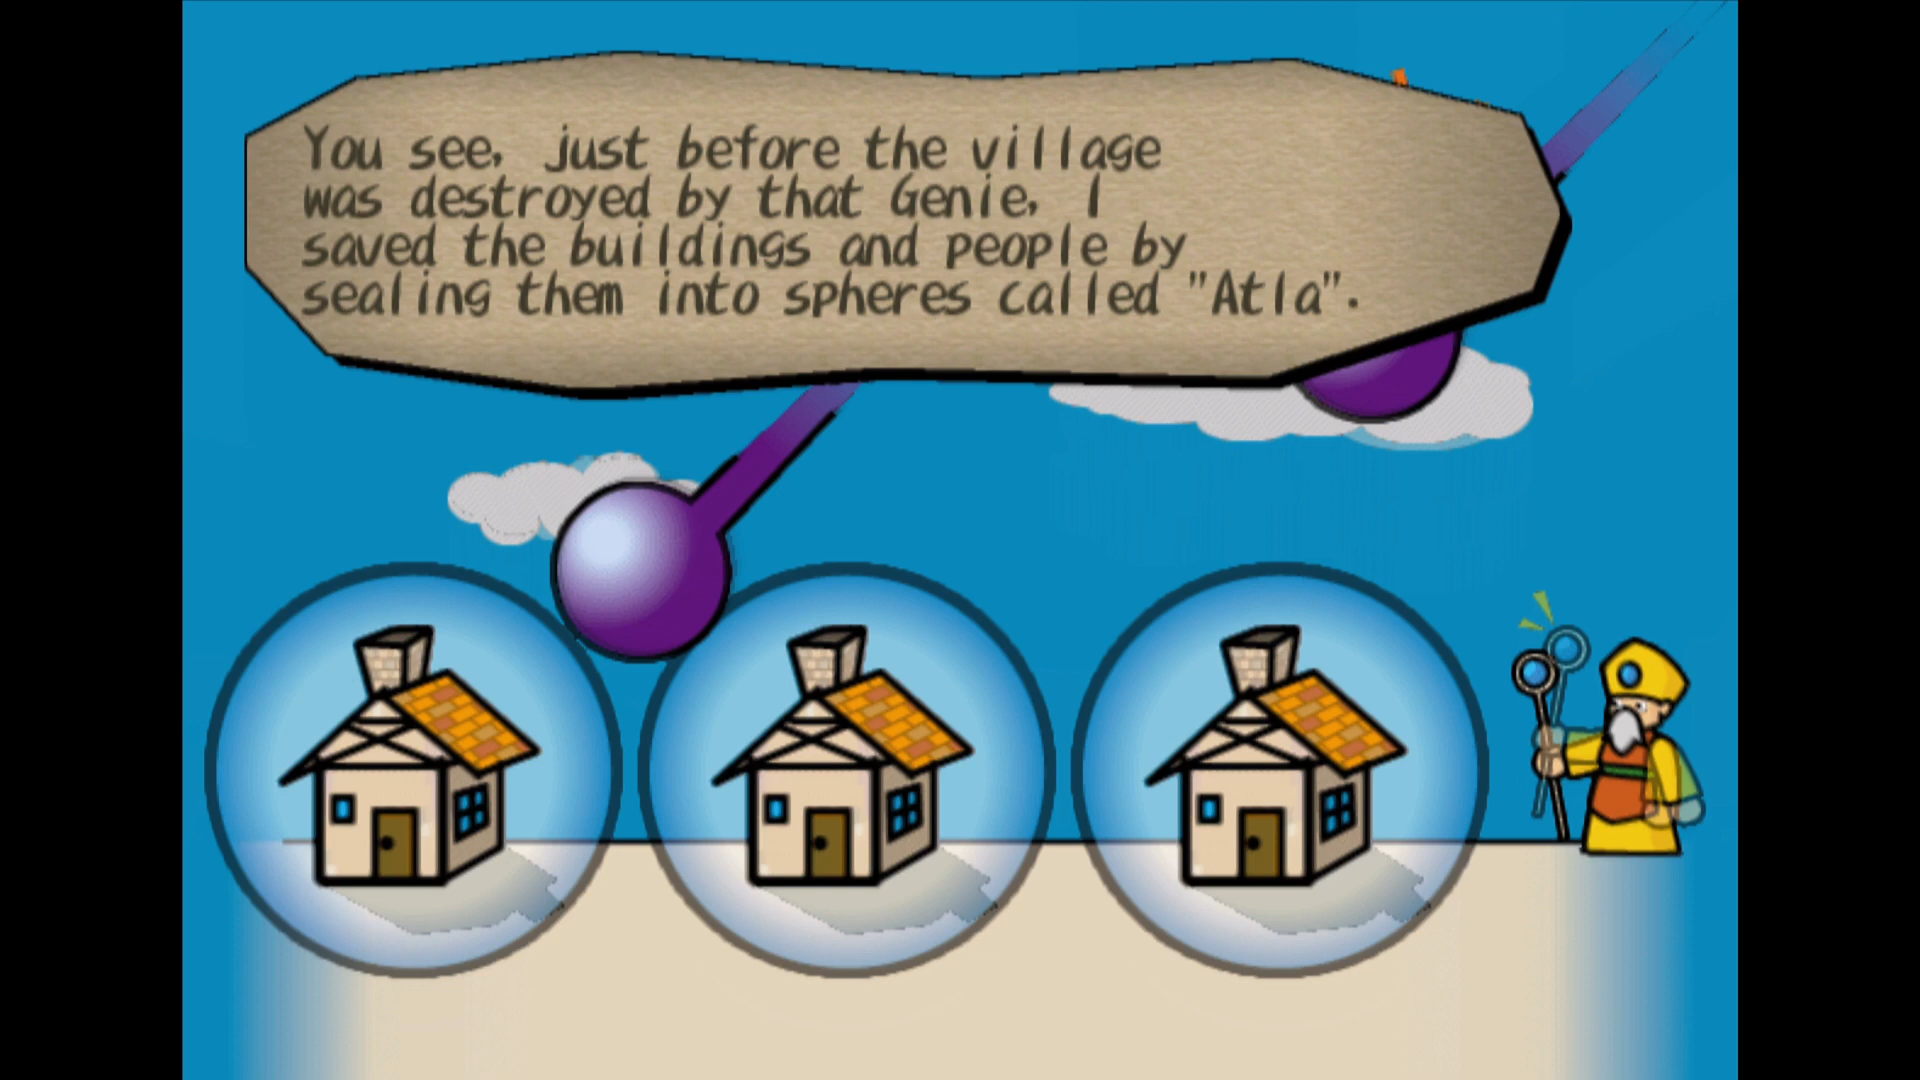 You see, just before the village
was destroyed by that Genie, I
saved the buildings and people by
sealing them into spheres called "Atla".